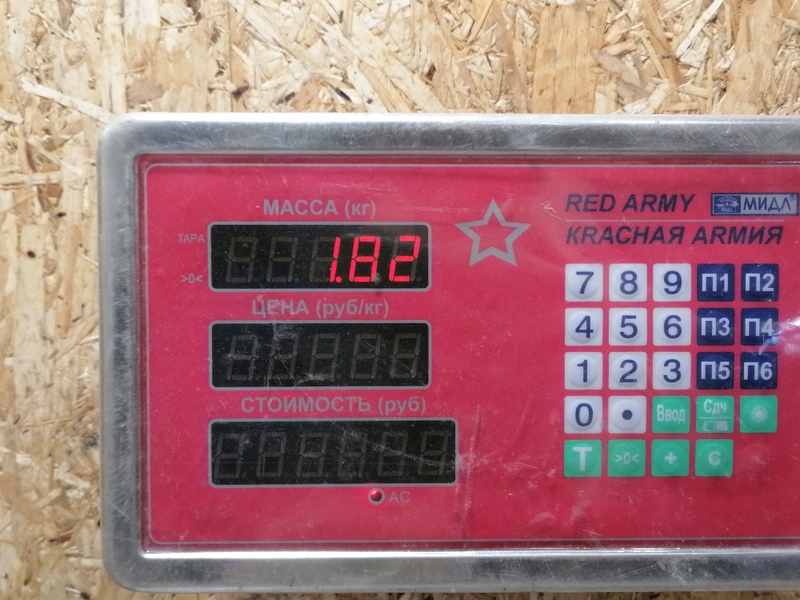 МАССА (кг)
ТАРА
>0<
1.82
ЦЕНА (руб/кг)
СТОИМОСТЬ (руб)
AC
RED ARMY
МИДЛ
КRАСНАЯ АRМИЯ
7 8 9 П1 П2
4 5 6 П3 П4
1 2 3 П5 П6
0 • Ввод Сдч
T >0< + C